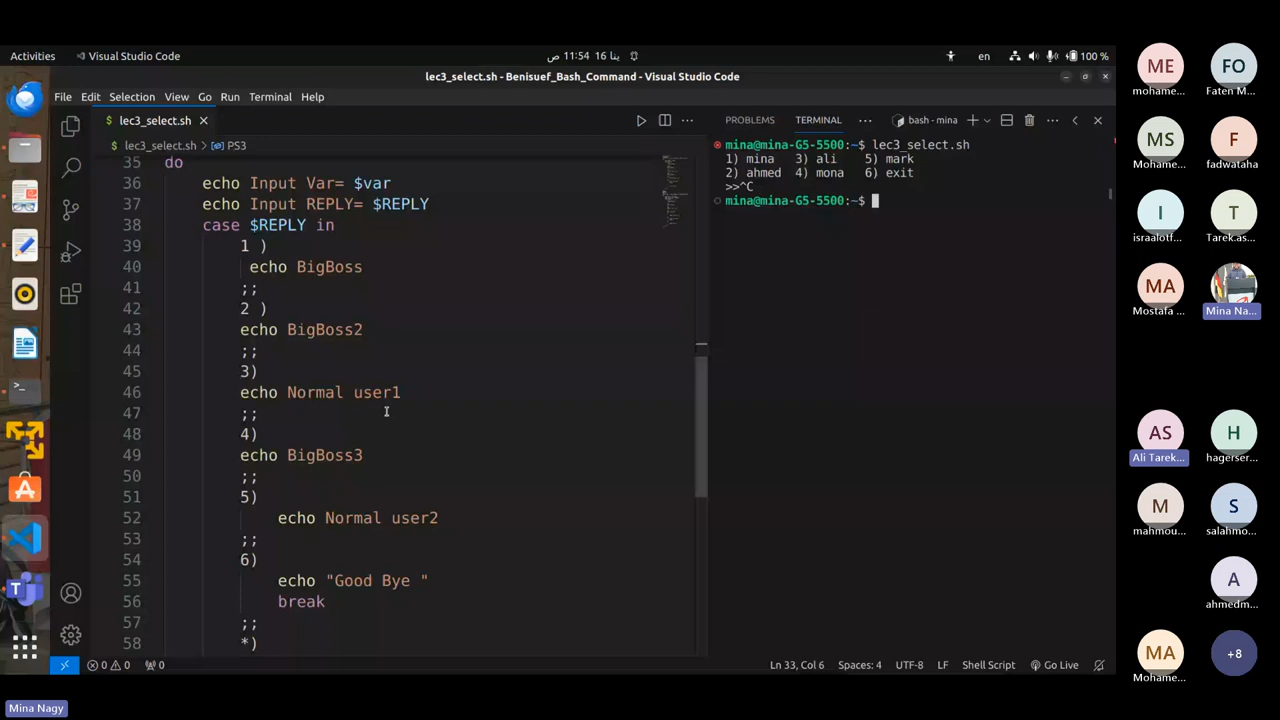 Activities
Visual Studio Code
11:54 ينا 16 ص
en
100 %
lec3_select.sh - Benisuef_Bash_Command - Visual Studio Code
File Edit Selection View Go Run Terminal Help
lec3_select.sh
lec3_select.sh > PS3
35 do
36 echo Input Var= $var
37 echo Input REPLY= $REPLY
38 case $REPLY in
39 1 )
40 echo BigBoss
41 ;;
42 2 )
43 echo BigBoss2
44 ;;
45 3)
46 echo Normal user1
47 ;;
48 4)
49 echo BigBoss3
50 ;;
51 5)
52 echo Normal user2
53 ;;
54 6)
55 echo "Good Bye "
56 break
57 ;;
58 *)
PROBLEMS TERMINAL ... bash - mina
mina@mina-G5-5500:~$ lec3_select.sh
1) mina 3) ali 5) mark
2) ahmed 4) mona 6) exit
>>^C
mina@mina-G5-5500:~$
0 0 0
Ln 33, Col 6 Spaces: 4 UTF-8 LF Shell Script Go Live
ME FO
mohame... Faten M...
MS F
Mohame... fadwataha
I T
israalotf... Tarek.as...
MA
Mostafa ... Mina Na...
AS H
Ali Tarek... hagerser...
M S
mahmou... salahmo...
A
ahmedm...
MA +8
Mohame...
Mina Nagy